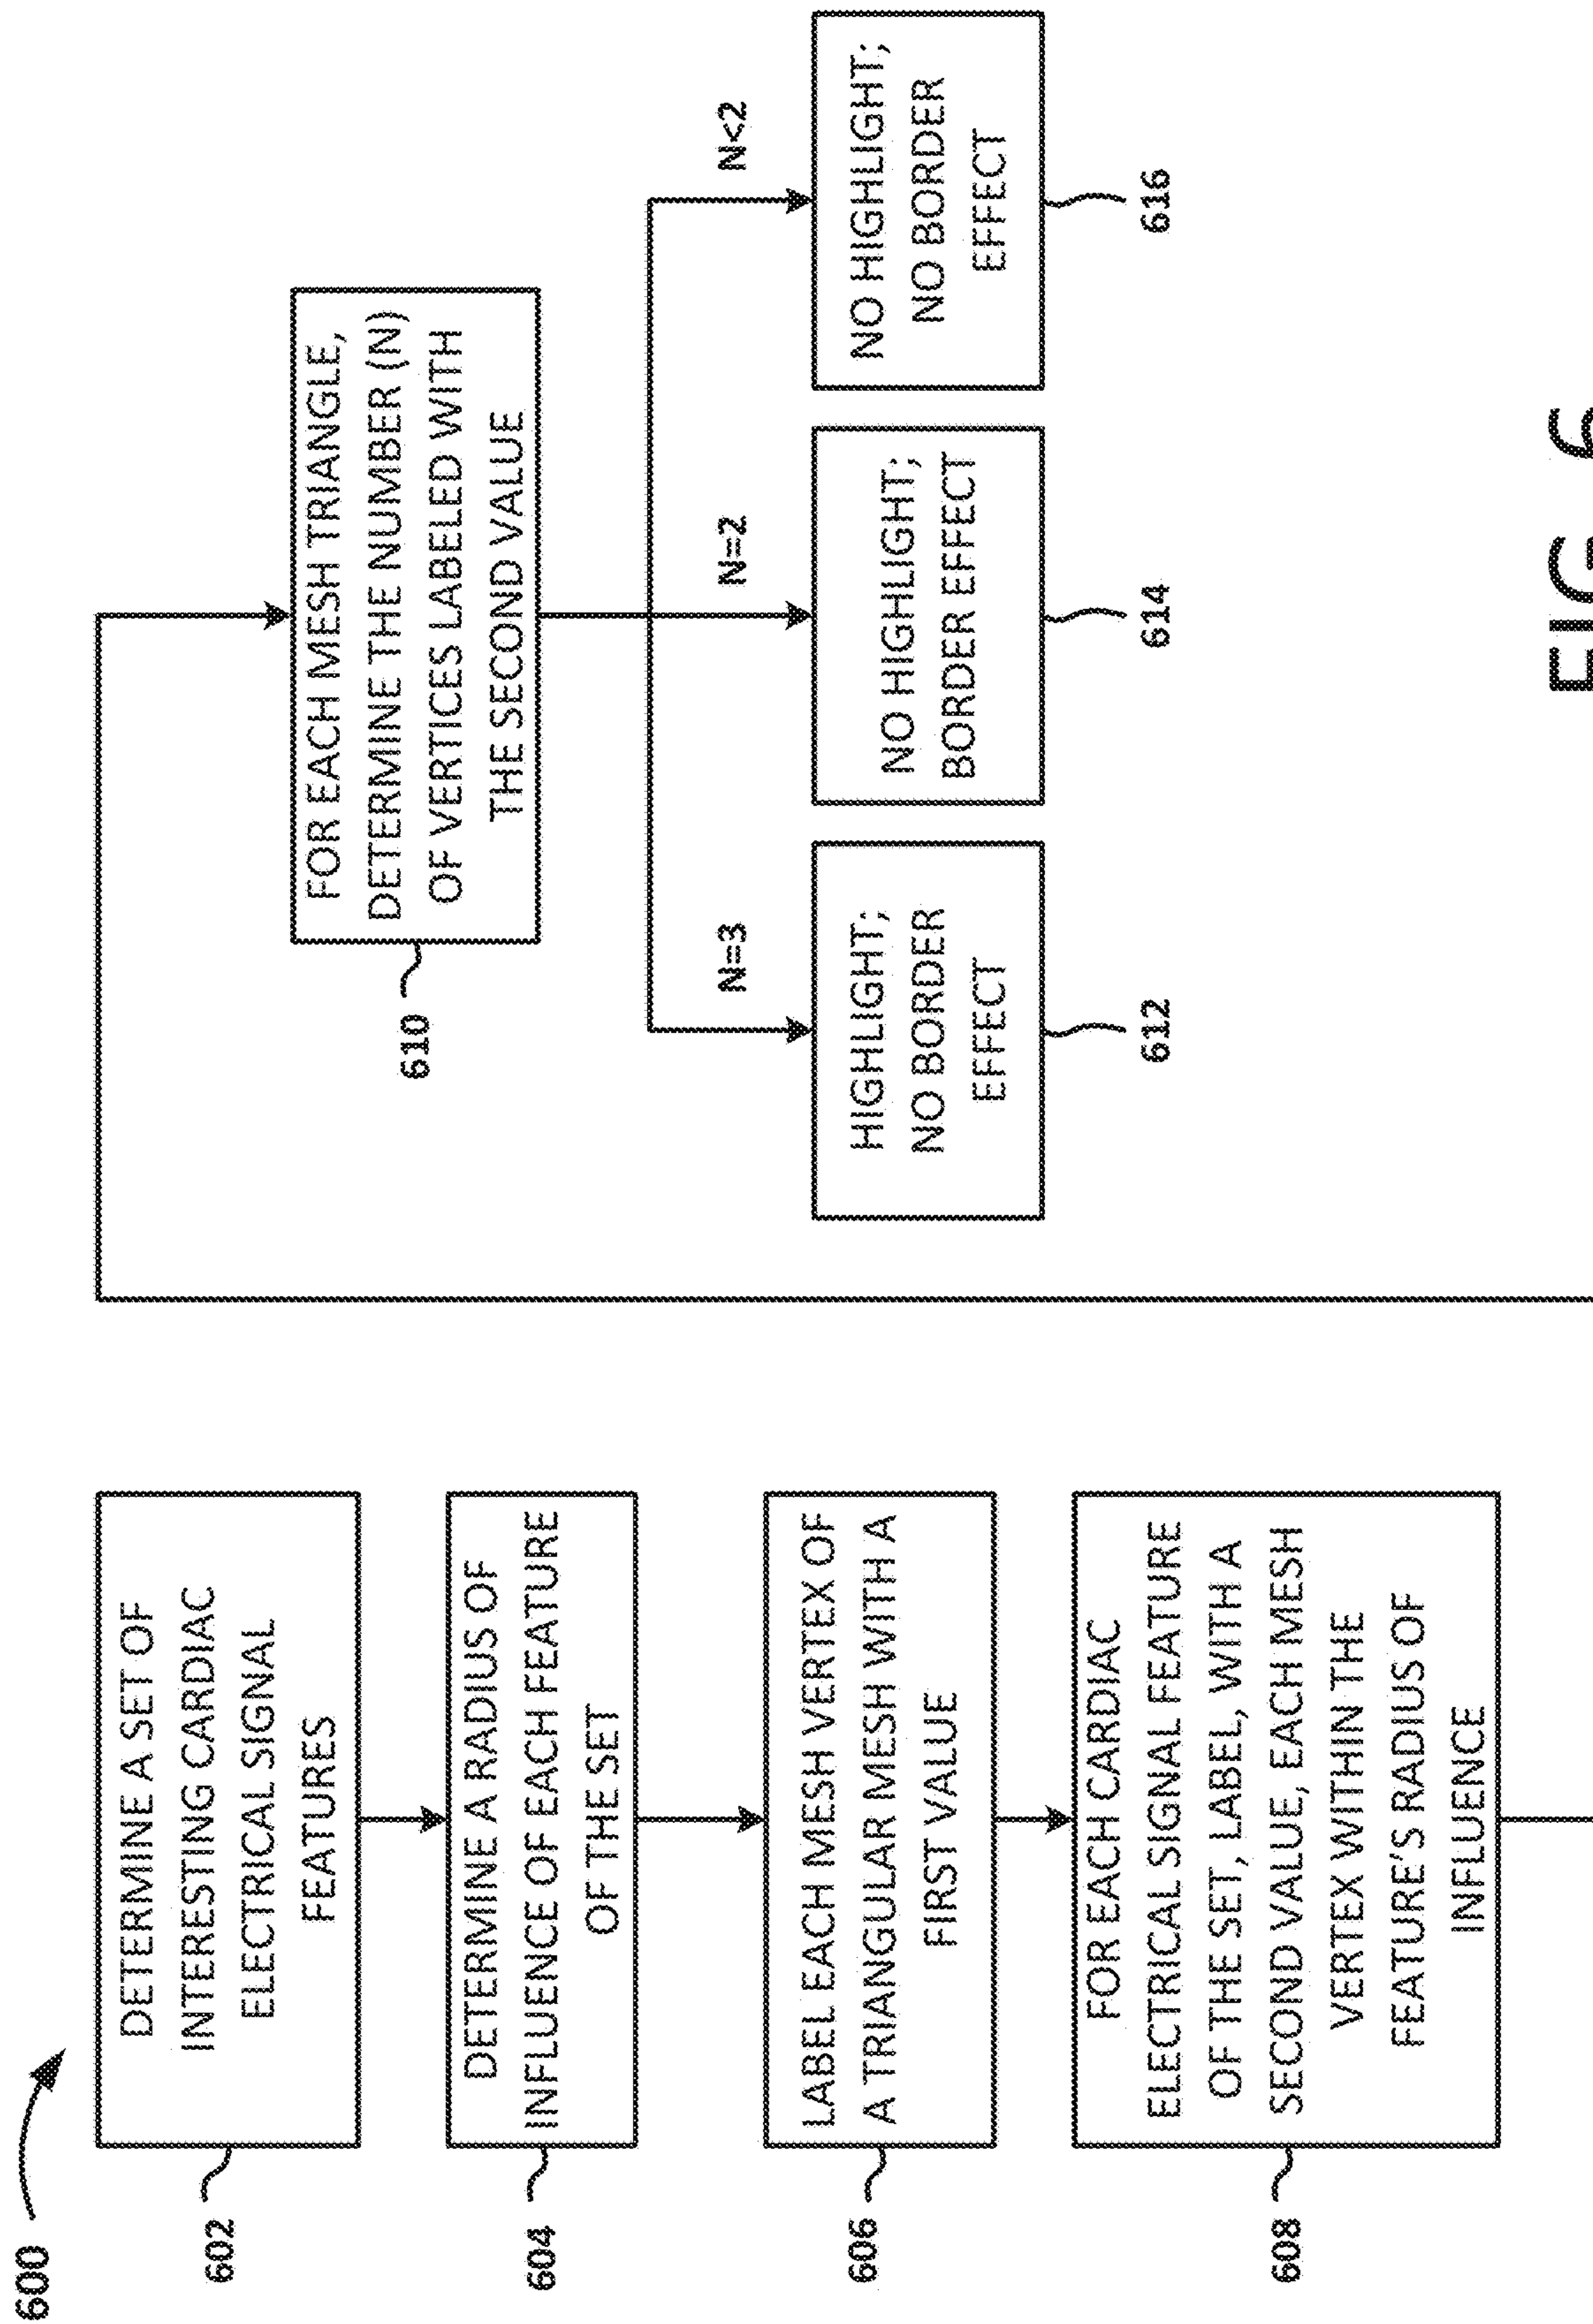 600
602
DETERMINE A SET OF
INTERESTING CARDIAC
ELECTRICAL SIGNAL
FEATURES
604
DETERMINE A RADIUS OF
INFLUENCE OF EACH FEATURE
OF THE SET
606
LABEL EACH MESH VERTEX OF
A TRIANGULAR MESH WITH A
FIRST VALUE
608
FOR EACH CARDIAC
ELECTRICAL SIGNAL FEATURE
OF THE SET, LABEL, WITH A
SECOND VALUE, EACH MESH
VERTEX WITHIN THE
FEATURE'S RADIUS OF
INFLUENCE
610
FOR EACH MESH TRIANGLE,
DETERMINE THE NUMBER (N)
OF VERTICES LABELED WITH
THE SECOND VALUE
N=3
N=2
N<2
HIGHLIGHT;
NO BORDER
EFFECT
612
NO HIGHLIGHT;
BORDER EFFECT
614
NO HIGHLIGHT;
NO BORDER
EFFECT
616
FIG. 6